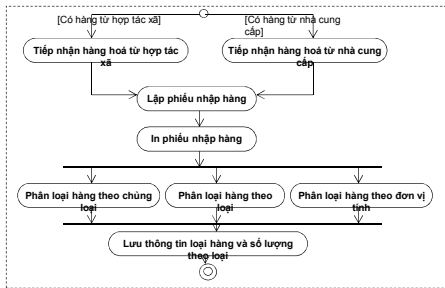 [Có hàng từ hợp tác xã]
[Có hàng từ nhà cung
cấp]
Tiếp nhận hàng hoá từ hợp tác
xã
Tiếp nhận hàng hoá từ nhà cung
cấp
Lập phiếu nhập hàng
In phiếu nhập hàng
Phân loại hàng theo chủng
loại
Phân loại hàng theo
loại
Phân loại hàng theo đơn vị
tính
Lưu thông tin loại hàng và số lượng
theo loại